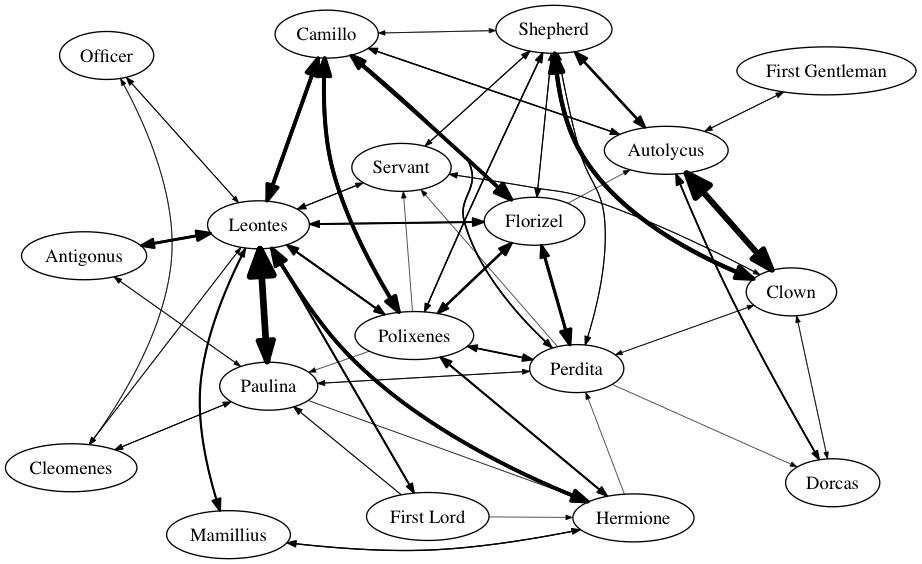 Camillo
Shepherd
Officer
First Gentleman
Autolycus
Servant
Leontes
Florizel
Antigonus
Clown
Polixenes
Perdita
Paulina
Cleomenes
Dorcas
First Lord
Hermione
Mamillius